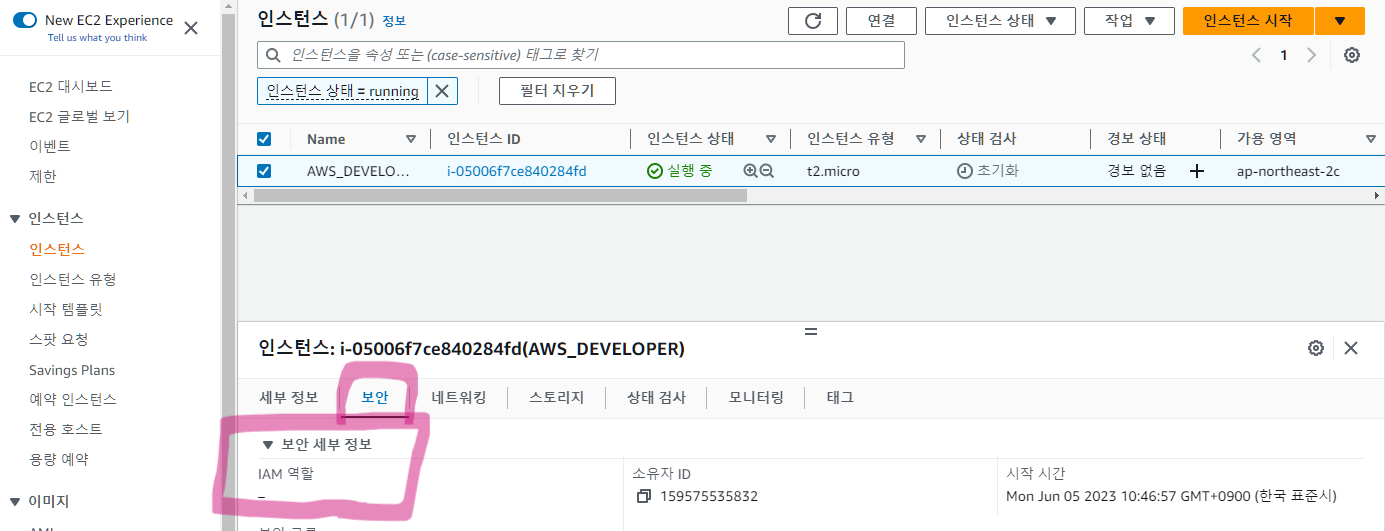 New EC2 Experience
Tell us what you think
EC2 대시보드
EC2 글로벌 보기
이벤트
제한
인스턴스
인스턴스
인스턴스 유형
시작 템플릿
스팟 요청
Savings Plans
예약 인스턴스
전용 호스트
용량 예약
이미지
인스턴스 (1/1) 정보
연결 인스턴스 상태 작업 인스턴스 시작
인스턴스을 속성 또는 (case-sensitive) 태그로 찾기
1
인스턴스 상태 = running 필터 지우기
Name 인스턴스 ID 인스턴스 상태 인스턴스 유형 상태 검사 경보 상태 가용 영역
AWS_DEVELO... i-05006f7ce840284fd 실행 중 t2.micro 초기화 경보 없음 ap-northeast-2c
인스턴스: i-05006f7ce840284fd(AWS_DEVELOPER)
세부 정보 보안 네트워킹 스토리지 상태 검사 모니터링 태그
보안 세부 정보
IAM 역할 소유자 ID 시작 시간
– 159575535832 Mon Jun 05 2023 10:46:57 GMT+0900 (한국 표준시)